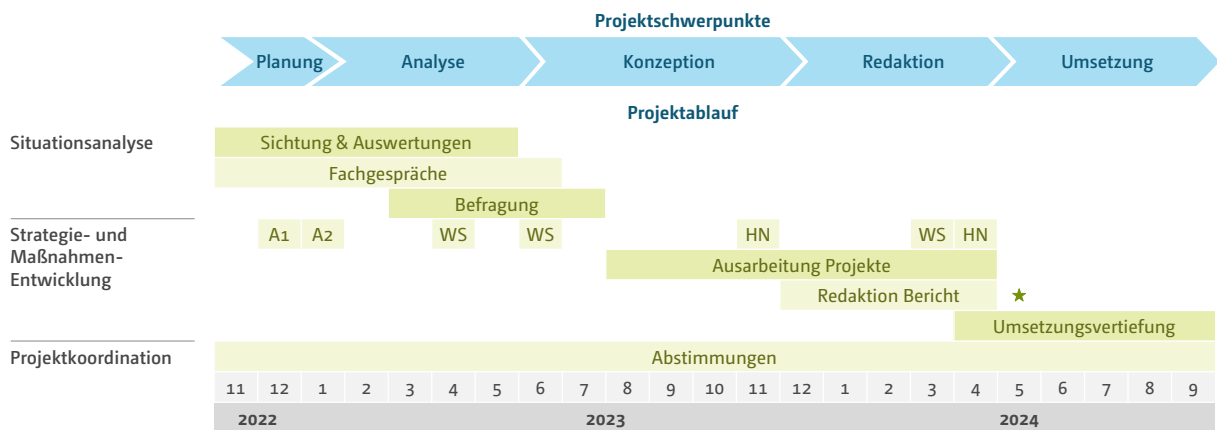 Projektschwerpunkte
Planung Analyse Konzeption Redaktion Umsetzung
Projektablauf
Situationsanalyse
Sichtung & Auswertungen
Fachgespräche
Befragung
Strategie- und
Maßnahmen-
Entwicklung
A1 A2 WS WS HN WS HN
Ausarbeitung Projekte
Redaktion Bericht
Umsetzungsvertiefung
Projektkoordination
Abstimmungen
11 12 1 2 3 4 5 6 7 8 9 10 11 12 1 2 3 4 5 6 7 8 9
2022 2023 2024